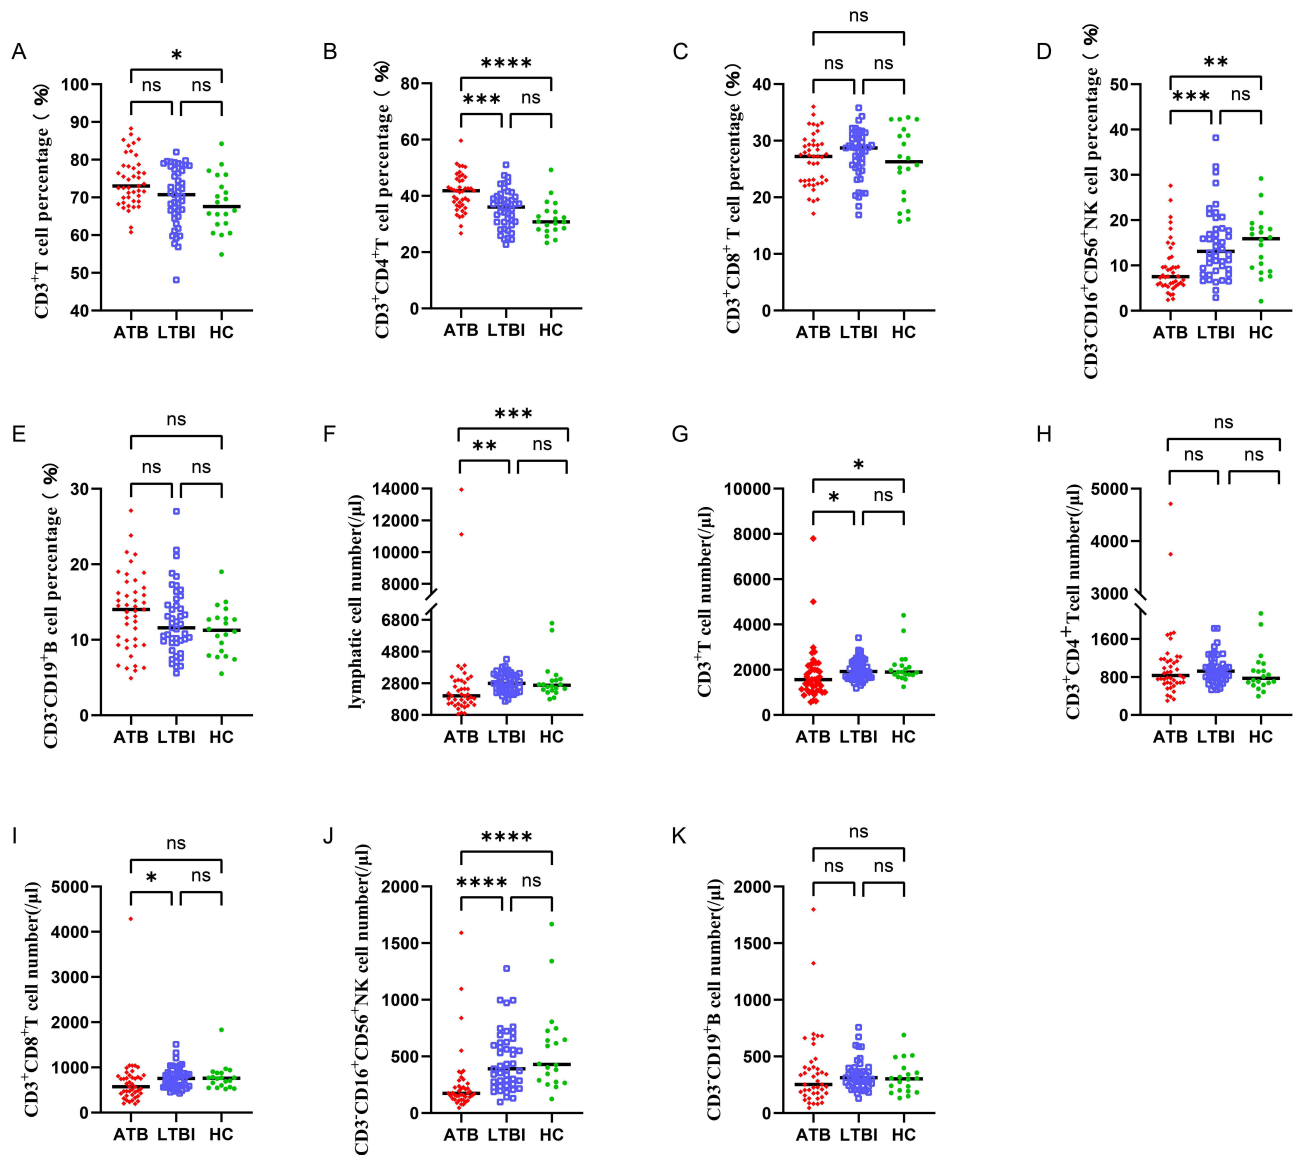 A
CD3+T cell percentage（%）
*
ns
ns
100
90
80
70
60
50
40
ATB LTBI HC
B
CD3+CD4+T cell percentage（%）
****
***
ns
80
60
40
20
0
ATB LTBI HC
C
CD3+CD8+ T cell percentage（%）
ns
ns
ns
40
30
20
10
0
ATB LTBI HC
D
CD3-CD16+CD56+NK cell percentage（%）
**
***
ns
50
40
30
20
10
0
ATB LTBI HC
E
CD3-CD19+B cell percentage（%）
ns
ns
ns
30
20
10
0
ATB LTBI HC
F
lymphatic cell number(/μl)
***
**
ns
14000
12000
10000
8000
6800
4800
2800
800
ATB LTBI HC
G
CD3+T cell number(/μl)
*
*
ns
10000
8000
6000
4000
2000
0
ATB LTBI HC
H
CD3+CD4+Tcell number(/μl)
ns
ns
ns
5000
4000
3000
1600
800
0
ATB LTBI HC
I
CD3+CD8+T cell number(/μl)
ns
*
ns
5000
4000
3000
2000
1000
0
ATB LTBI HC
J
CD3-CD16+CD56+NK cell number(/μl)
****
****
ns
2000
1500
1000
500
0
ATB LTBI HC
K
CD3-CD19+B cell number(/μl)
ns
ns
ns
2000
1500
1000
500
0
ATB LTBI HC